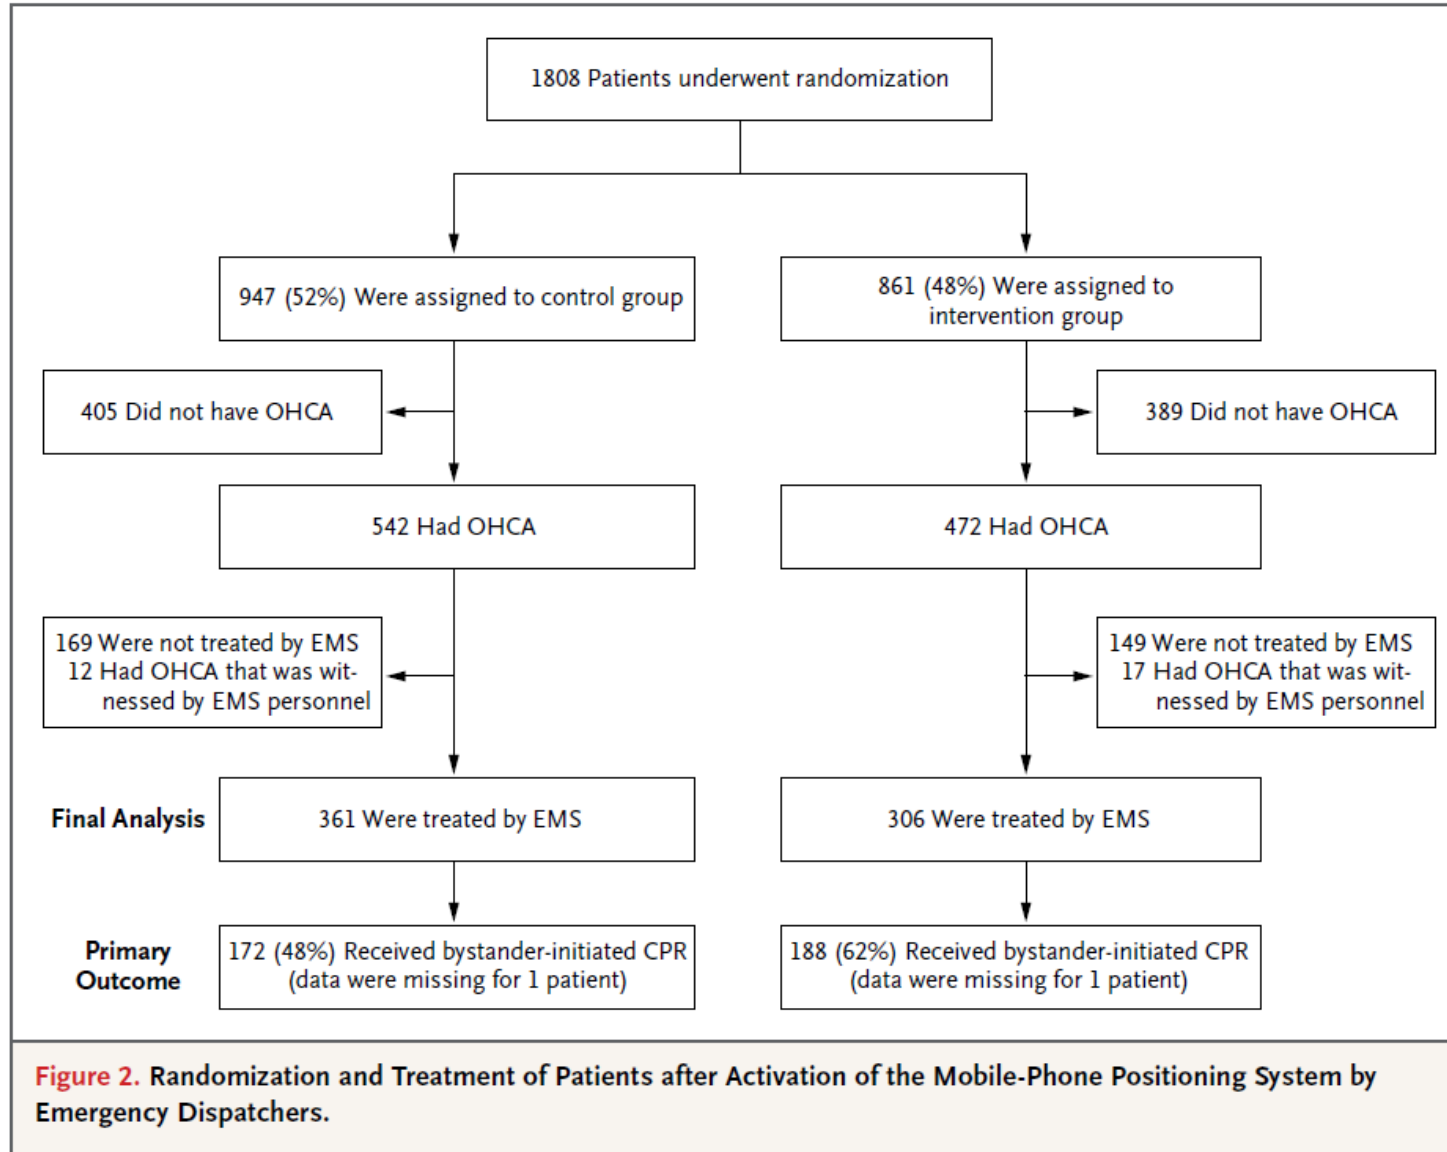 1808 Patients underwent randomization
947 (52%) Were assigned to control group
861 (48%) Were assigned to
intervention group
405 Did not have OHCA
389 Did not have OHCA
542 Had OHCA
472 Had OHCA
169 Were not treated by EMS
12 Had OHCA that was wit-
nessed by EMS personnel
149 Were not treated by EMS
17 Had OHCA that was wit-
nessed by EMS personnel
Final Analysis
361 Were treated by EMS
306 Were treated by EMS
Primary
Outcome
172 (48%) Received bystander-initiated CPR
(data were missing for 1 patient)
188 (62%) Received bystander-initiated CPR
(data were missing for 1 patient)
Figure 2. Randomization and Treatment of Patients after Activation of the Mobile-Phone Positioning System by
Emergency Dispatchers.